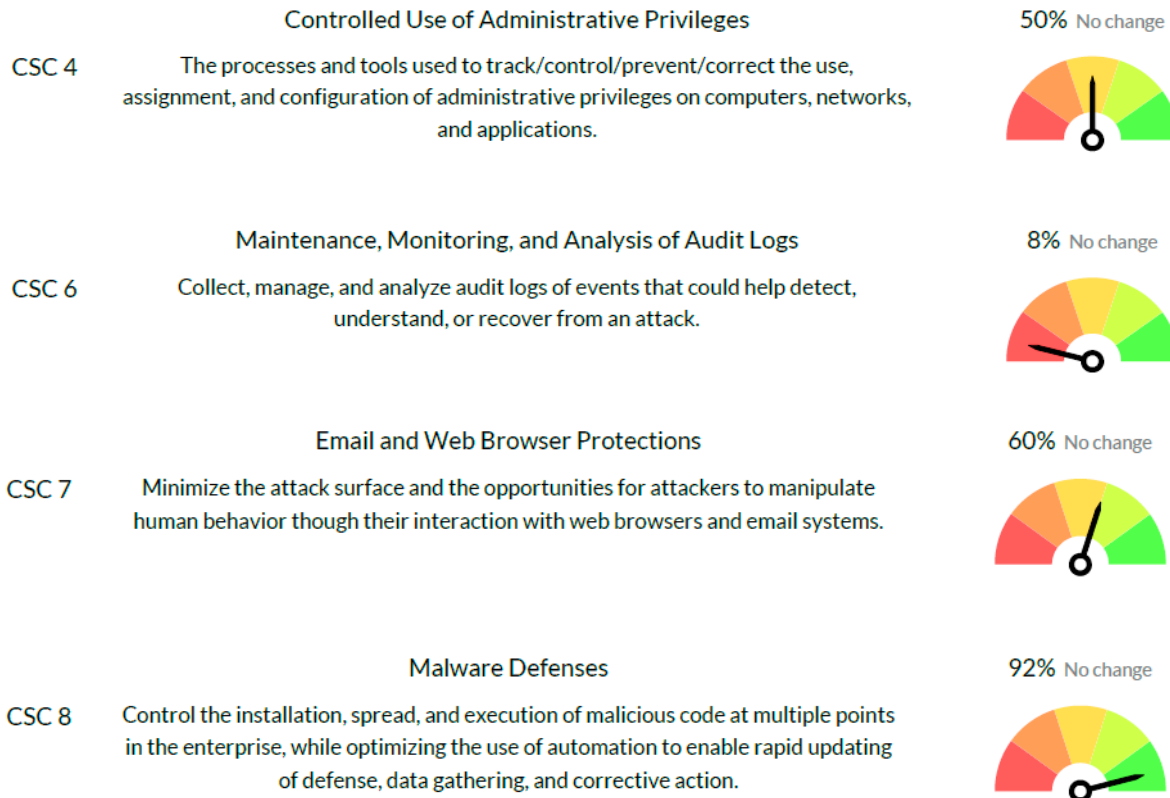 Controlled Use of Administrative Privileges
50% No change
CSC 4
The processes and tools used to track/control/prevent/correct the use,
assignment, and configuration of administrative privileges on computers, networks,
and applications.
Maintenance, Monitoring, and Analysis of Audit Logs
8% No change
CSC 6
Collect, manage, and analyze audit logs of events that could help detect,
understand, or recover from an attack.
Email and Web Browser Protections
60% No change
CSC 7
Minimize the attack surface and the opportunities for attackers to manipulate
human behavior though their interaction with web browsers and email systems.
Malware Defenses
92% No change
CSC 8
Control the installation, spread, and execution of malicious code at multiple points
in the enterprise, while optimizing the use of automation to enable rapid updating
of defense, data gathering, and corrective action.